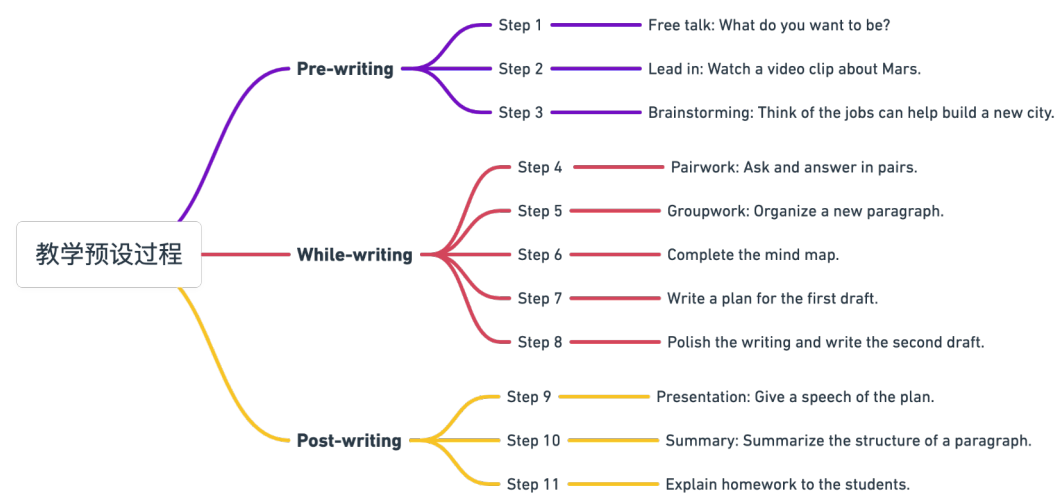 教学预设过程
Pre-writing
Step 1 Free talk: What do you want to be?
Step 2 Lead in: Watch a video clip about Mars.
Step 3 Brainstorming: Think of the jobs can help build a new city.
While-writing
Step 4 Pairwork: Ask and answer in pairs.
Step 5 Groupwork: Organize a new paragraph.
Step 6 Complete the mind map.
Step 7 Write a plan for the first draft.
Step 8 Polish the writing and write the second draft.
Post-writing
Step 9 Presentation: Give a speech of the plan.
Step 10 Summary: Summarize the structure of a paragraph.
Step 11 Explain homework to the students.